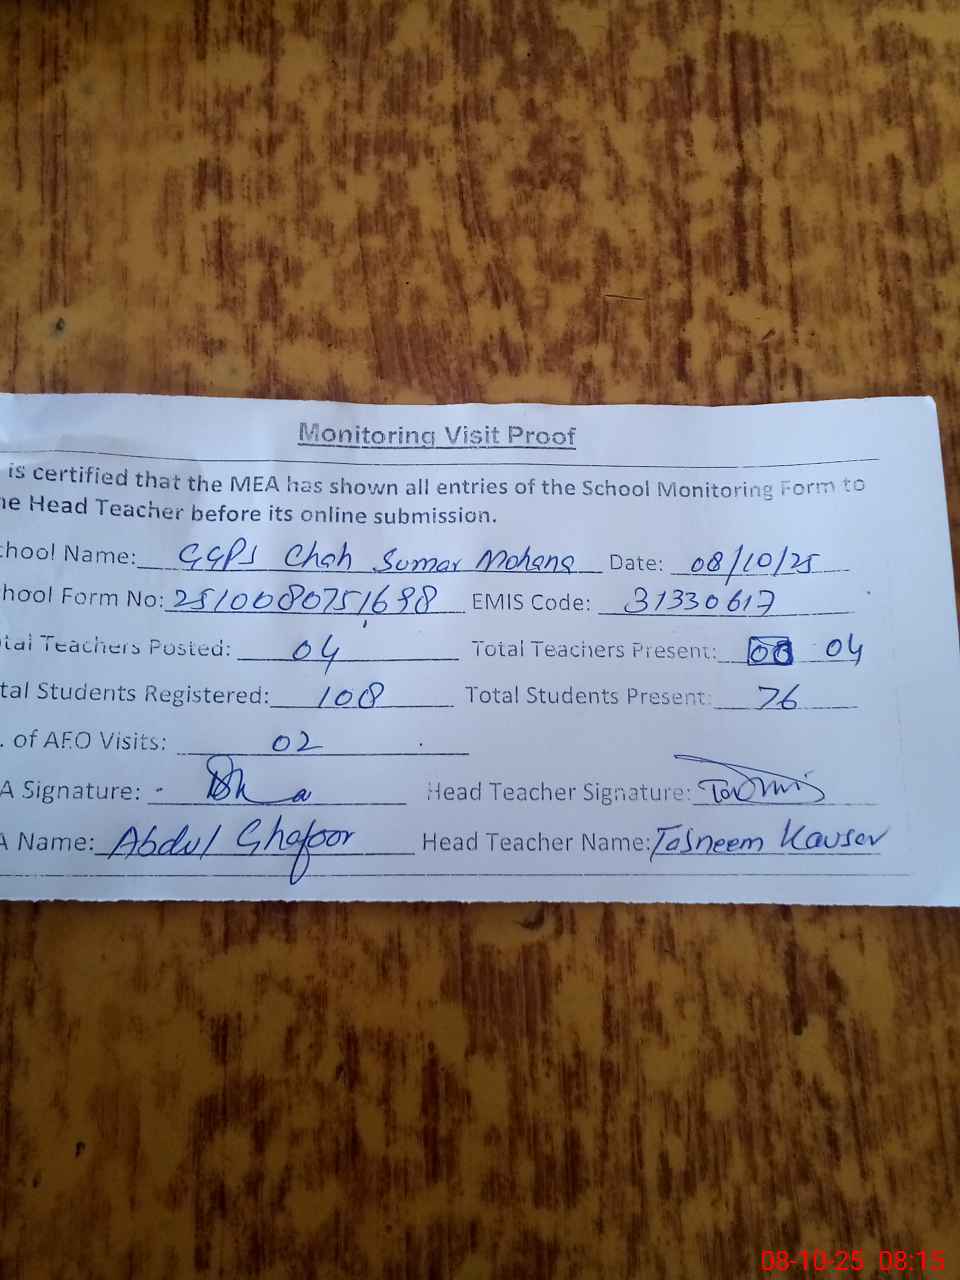 Monitoring Visit Proof
is certified that the MEA has shown all entries of the School Monitoring Form to
he Head Teacher before its online submission.
chool Name: GGPS Chah Sumar Mohana Date: 08/10/25
hool Form No: EMIS Code: 31330617
tal Teachers Posted: 04 Total Teachers Present: 04
tal Students Registered: 108 Total Students Present: 76
. of AEO Visits: 02
A Signature: Head Teacher Signature:
A Name: Abdul Ghafoor Head Teacher Name: Tasneem Kauser
08-10-25 08:15